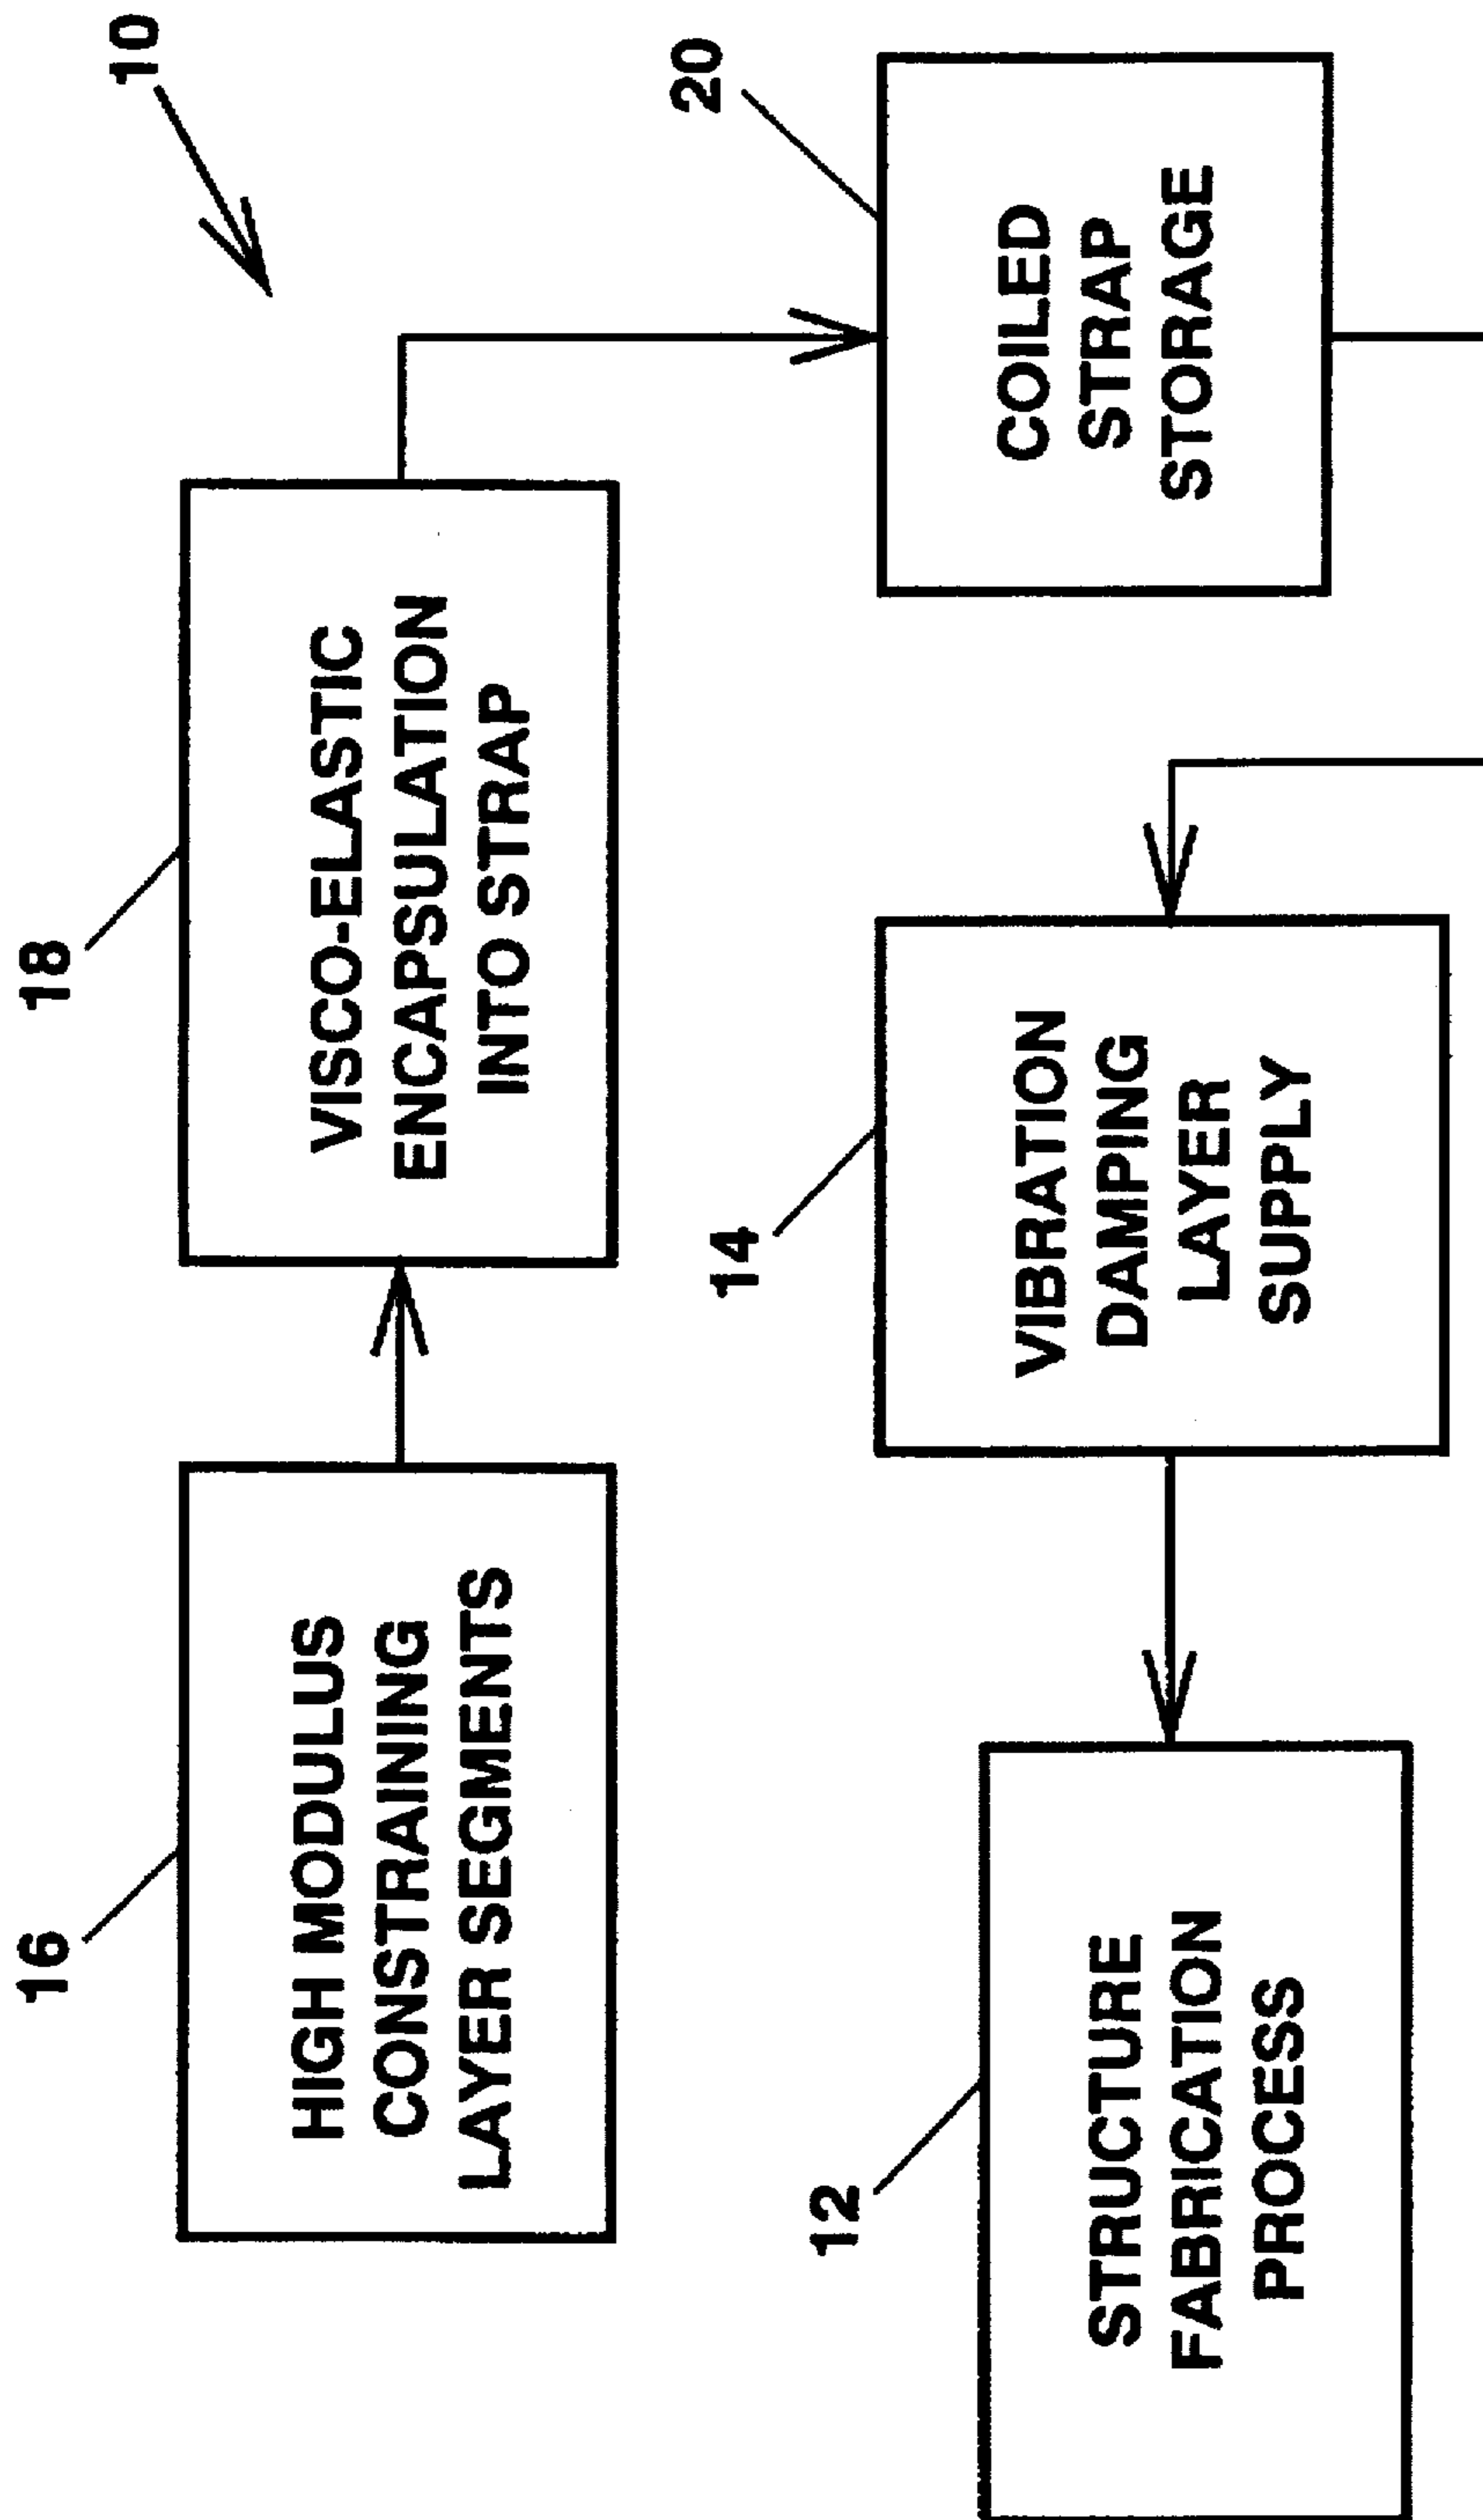 10
16
HIGH MODULUS
CONSTRAINING
LAYER SEGMENTS
18
VISCO-ELASTIC
ENCAPSULATION
INTO STRAP
20
COILED
STRAP
STORAGE
12
STRUCTURE
FABRICATION
PROCESS
14
VIBRATION
DAMPING
LAYER
SUPPLY